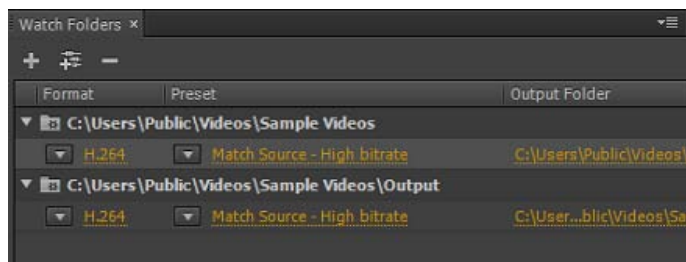 Watch Folders ×
Format Preset Output Folder
C:\Users\Public\Videos\Sample Videos
H.264 Match Source - High bitrate C:\Users\Public\Videos\
C:\Users\Public\Videos\Sample Videos\Output
H.264 Match Source - High bitrate C:\User...blic\Videos\Sa